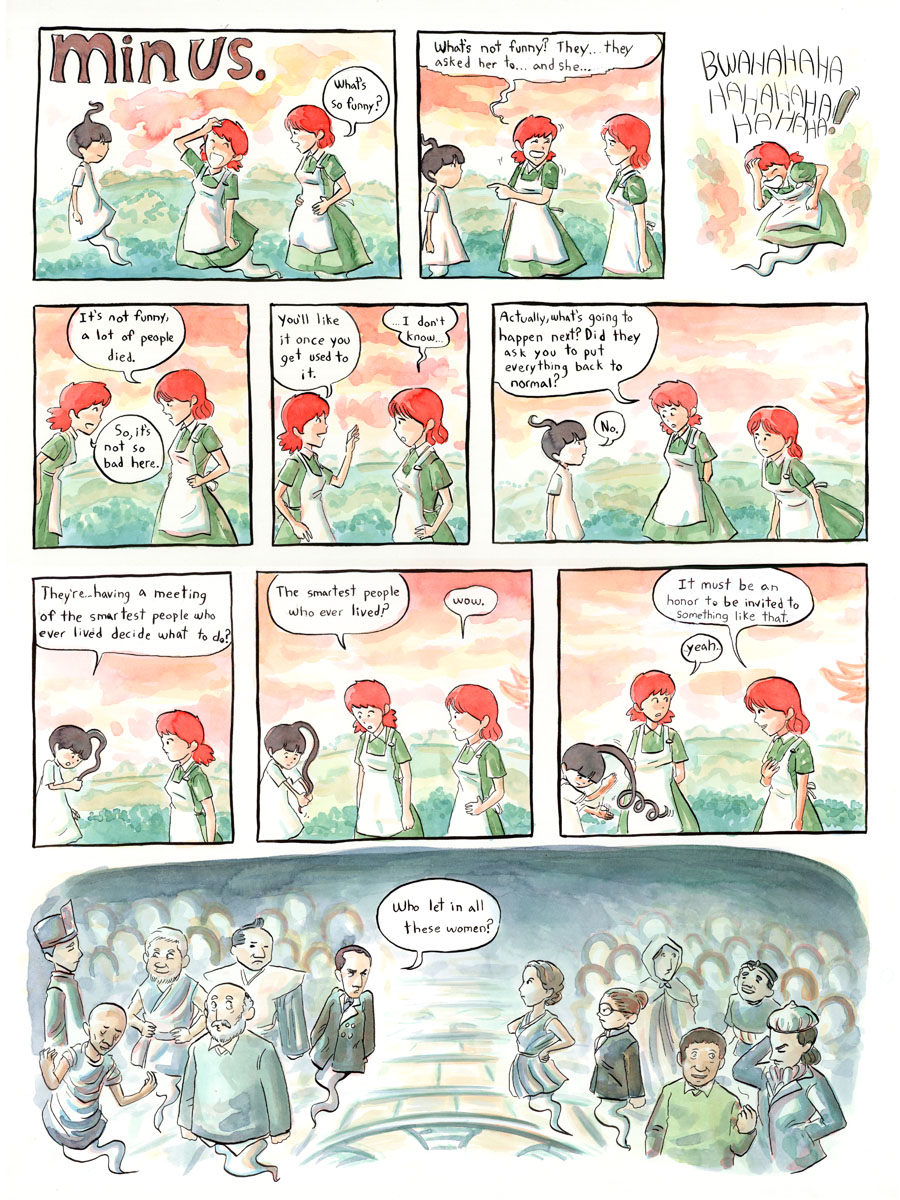 minus.
What's
so funny?
What's not funny? They...they
asked her to... and she...
BWAHAHAHA
HAHAHAHA
HAHAHA!!
It's not funny,
a lot of people
died.
So, it's
not so
bad here.
You'll like
it once you
get used to
it.
...I don't
know...
Actually, what's going to
happen next? Did they
ask you to put
everything back to
normal?
No.
They're...having a meeting
of the smartest people who
ever lived decide what to do?
The smartest people
who ever lived?
wow.
It must be an
honor to be invited to
something like that.
yeah.
Who let in all
these women?